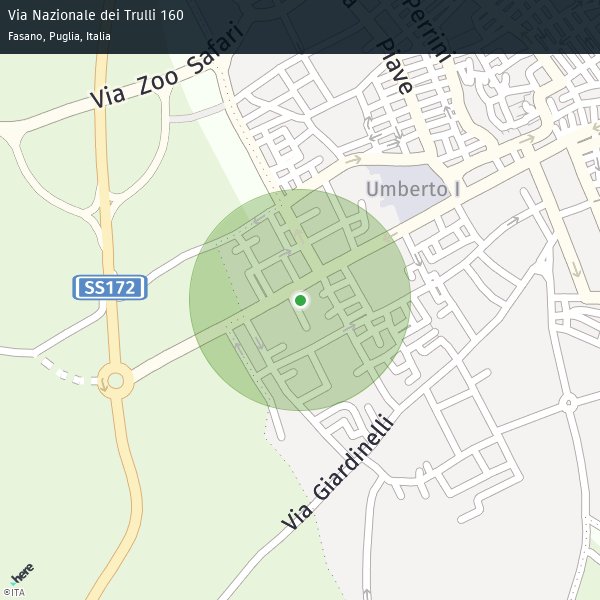 Via Nazionale dei Trulli 160
Fasano, Puglia, Italia
Via Zoo Safari
Perrini
Piave
Umberto I
SS172
Via Giardinelli
here
©ITA